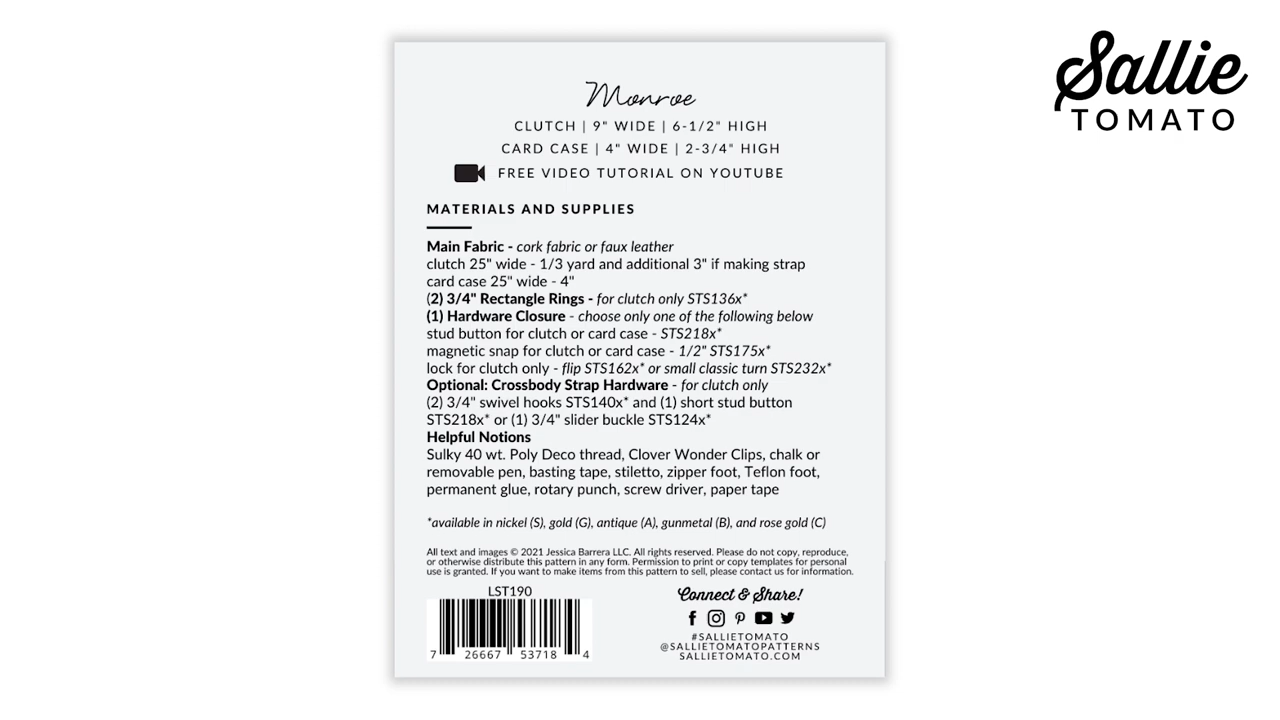 Sallie
TOMATO
Monroe
CLUTCH | 9" WIDE | 6-1/2" HIGH
CARD CASE | 4" WIDE | 2-3/4" HIGH
FREE VIDEO TUTORIAL ON YOUTUBE
MATERIALS AND SUPPLIES
Main Fabric - cork fabric or faux leather
clutch 25" wide - 1/3 yard and additional 3" if making strap
card case 25" wide - 4"
(2) 3/4" Rectangle Rings - for clutch only STS136x*
(1) Hardware Closure - choose only one of the following below
stud button for clutch or card case - STS218x*
magnetic snap for clutch or card case - 1/2" STS175x*
lock for clutch only - flip STS162x* or small classic turn STS232x*
Optional: Crossbody Strap Hardware - for clutch only
(2) 3/4" swivel hooks STS140x* and (1) short stud button
STS218x* or (1) 3/4" slider buckle STS124x*
Helpful Notions
Sulky 40 wt. Poly Deco thread, Clover Wonder Clips, chalk or
removable pen, basting tape, stiletto, zipper foot, Teflon foot,
permanent glue, rotary punch, screw driver, paper tape
*available in nickel (S), gold (G), antique (A), gunmetal (B), and rose gold (C)
All text and images © 2021 Jessica Barrera LLC. All rights reserved. Please do not copy, reproduce,
or otherwise distribute this pattern in any form. Permission to print or copy templates for personal
use is granted. If you want to make items from this pattern to sell, please contact us for information.
LST190
7 26667 53718 4
Connect & Share!
#SALLIETOMATO
@SALLIETOMATOPATTERNS
SALLIETOMATO.COM